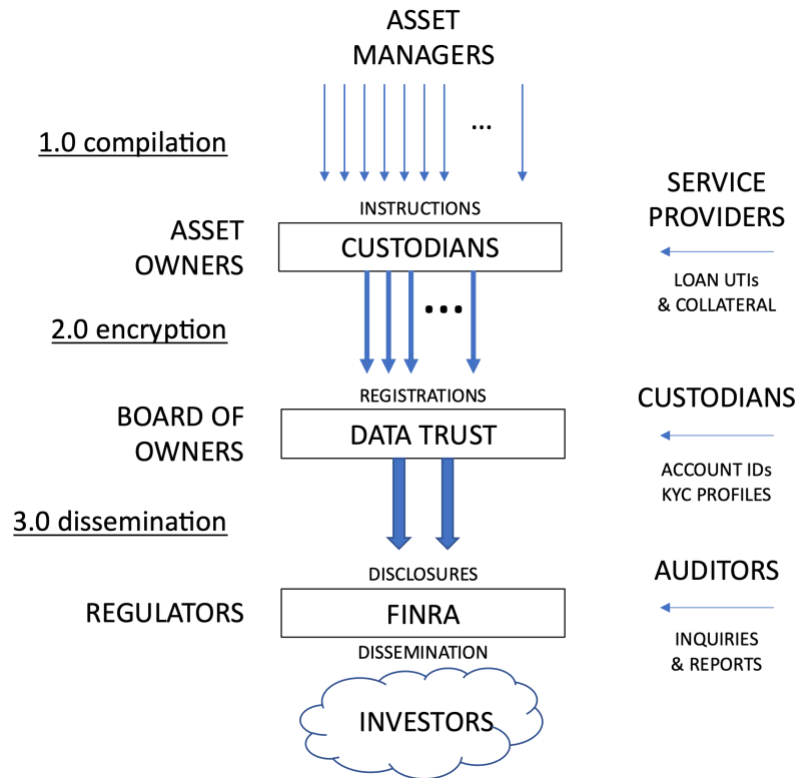 ASSET
MANAGERS
...
1.0 compilation
INSTRUCTIONS
SERVICE
PROVIDERS
ASSET
OWNERS
CUSTODIANS
LOAN UTIs
& COLLATERAL
...
2.0 encryption
REGISTRATIONS
CUSTODIANS
BOARD OF
OWNERS
DATA TRUST
ACCOUNT IDs
KYC PROFILES
3.0 dissemination
DISCLOSURES
AUDITORS
REGULATORS
FINRA
INQUIRIES
& REPORTS
DISSEMINATION
INVESTORS